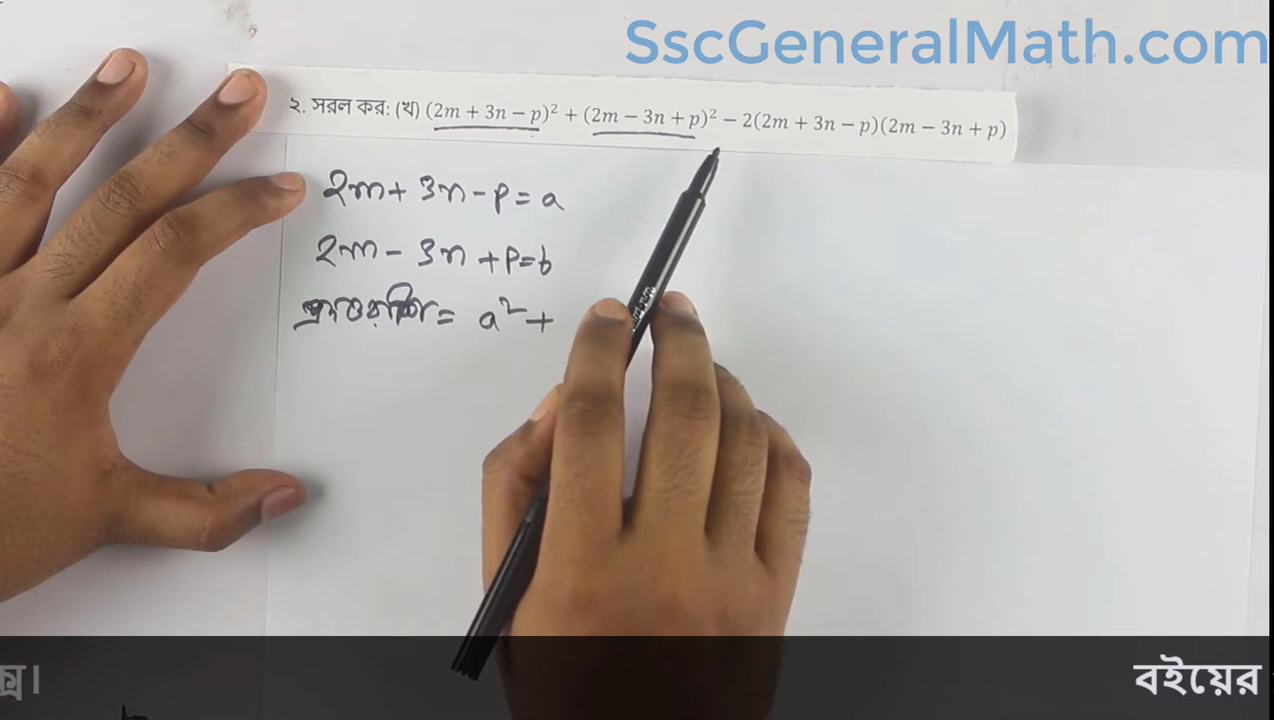 SscGeneralMath.com
২. সরল কর: (খ) (2m + 3n − p)² + (2m − 3n + p)² − 2(2m + 3n − p)(2m − 3n + p)
2m + 3n - p = a
2m - 3n + p = b
প্রদত্তরাশি = a² +
বইয়ের